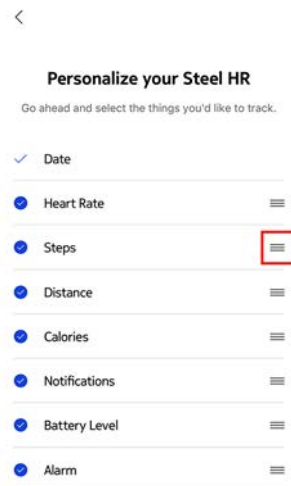 Personalize your Steel HR
Go ahead and select the things you'd like to track.
Date
Heart Rate
Steps
Distance
Calories
Notifications
Battery Level
Alarm